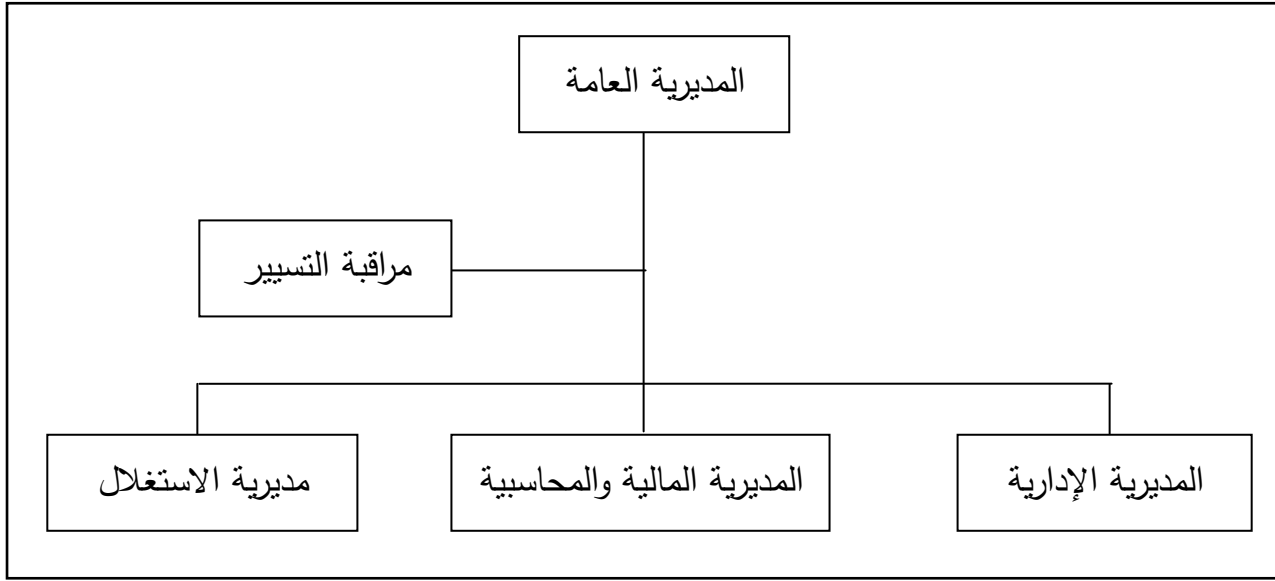 المديرية العامة
مراقبة التسيير
المديرية الإدارية
المديرية المالية والمحاسبية
مديرية الاستغلال